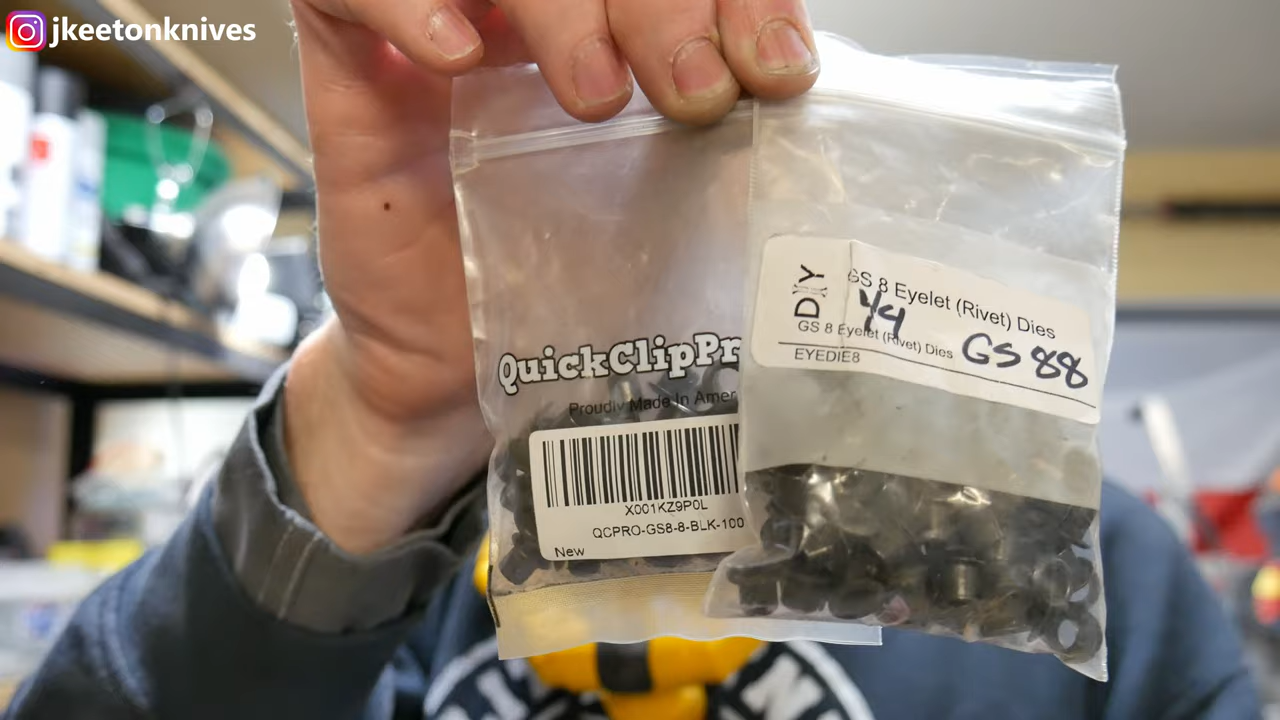 jkeetonknives
QuickClipPr
Proudly Made In Amer
X001KZ9P0L
QCPRO-GS8-8-BLK-100
New
DIY
GS 8 Eyelet (Rivet) Dies
1/4
GS 8 Eyelet (Rivet) Dies
GS 88
EYEDIE8